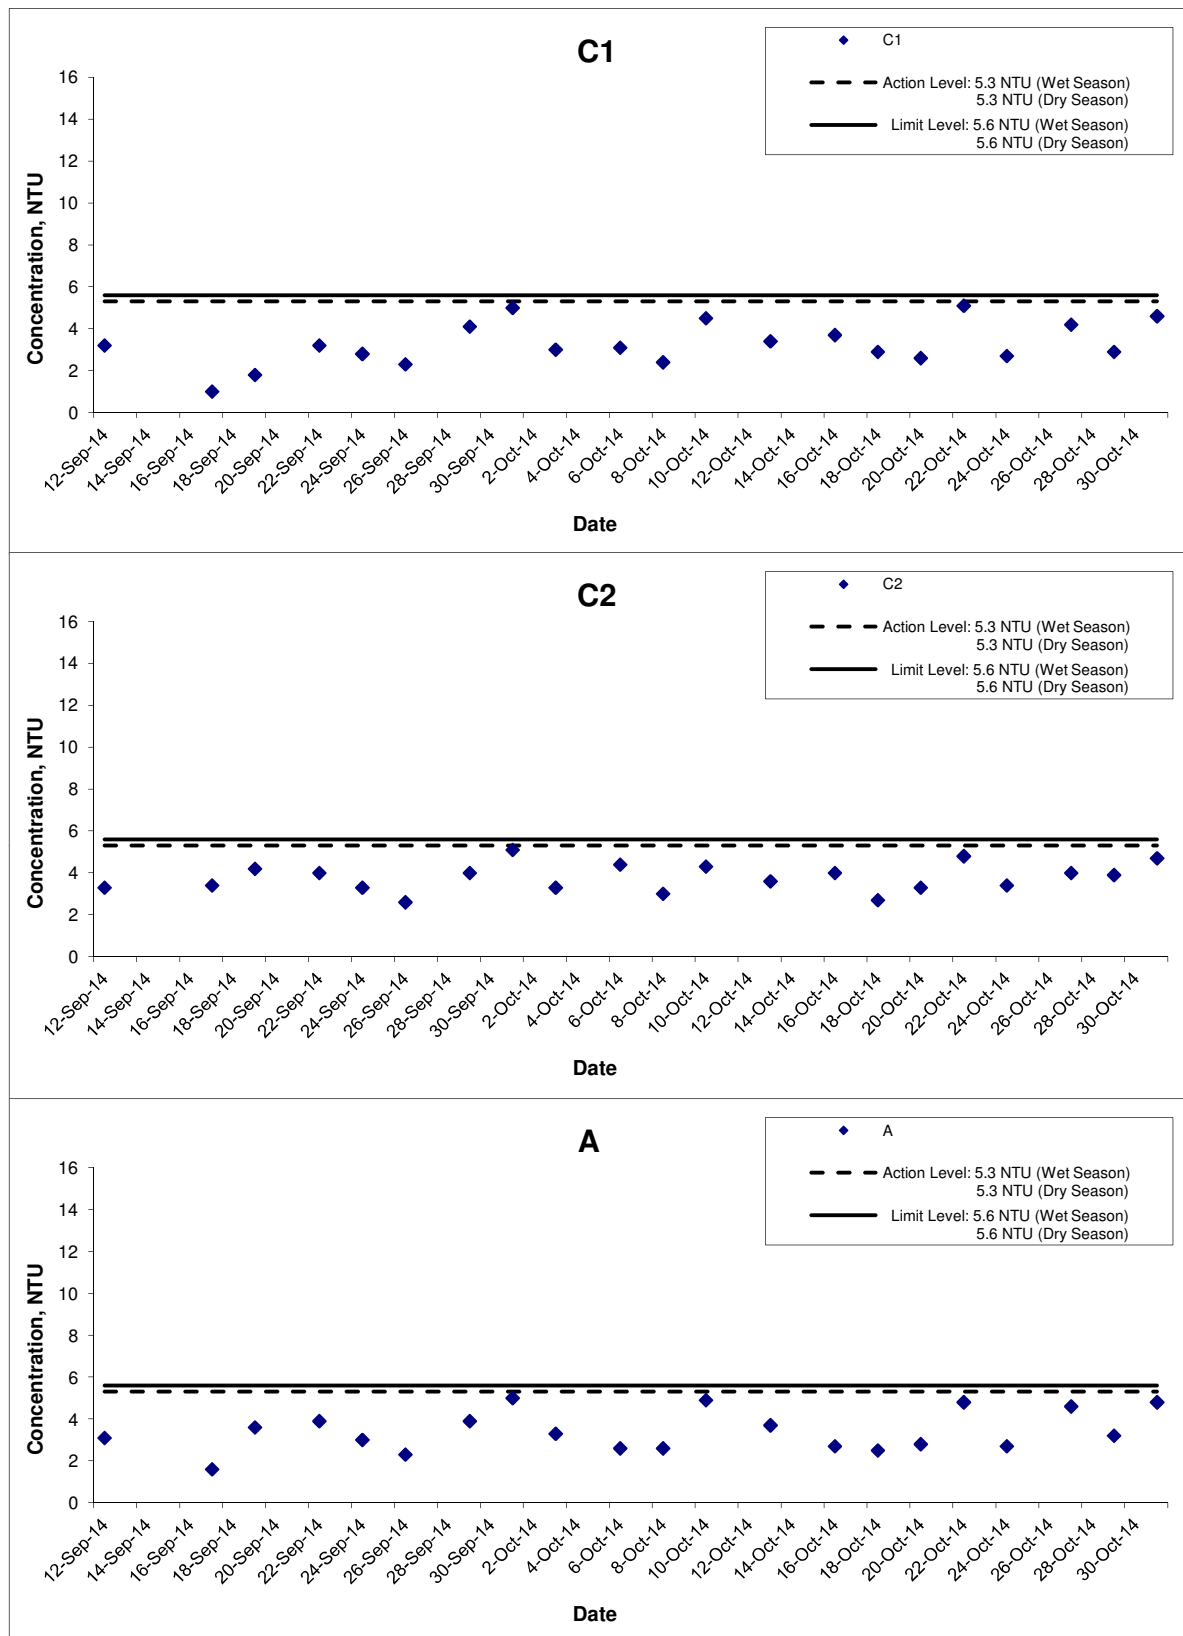 C1
C1
Action Level: 5.3 NTU (Wet Season)
5.3 NTU (Dry Season)
Limit Level: 5.6 NTU (Wet Season)
5.6 NTU (Dry Season)
Concentration, NTU
16
14
12
10
8
6
4
2
0
12-Sep-14
14-Sep-14
16-Sep-14
18-Sep-14
20-Sep-14
22-Sep-14
24-Sep-14
26-Sep-14
28-Sep-14
30-Sep-14
2-Oct-14
4-Oct-14
6-Oct-14
8-Oct-14
10-Oct-14
12-Oct-14
14-Oct-14
16-Oct-14
18-Oct-14
20-Oct-14
22-Oct-14
24-Oct-14
26-Oct-14
28-Oct-14
30-Oct-14
Date
C2
C2
Action Level: 5.3 NTU (Wet Season)
5.3 NTU (Dry Season)
Limit Level: 5.6 NTU (Wet Season)
5.6 NTU (Dry Season)
Concentration, NTU
16
14
12
10
8
6
4
2
0
12-Sep-14
14-Sep-14
16-Sep-14
18-Sep-14
20-Sep-14
22-Sep-14
24-Sep-14
26-Sep-14
28-Sep-14
30-Sep-14
2-Oct-14
4-Oct-14
6-Oct-14
8-Oct-14
10-Oct-14
12-Oct-14
14-Oct-14
16-Oct-14
18-Oct-14
20-Oct-14
22-Oct-14
24-Oct-14
26-Oct-14
28-Oct-14
30-Oct-14
Date
A
A
Action Level: 5.3 NTU (Wet Season)
5.3 NTU (Dry Season)
Limit Level: 5.6 NTU (Wet Season)
5.6 NTU (Dry Season)
Concentration, NTU
16
14
12
10
8
6
4
2
0
12-Sep-14
14-Sep-14
16-Sep-14
18-Sep-14
20-Sep-14
22-Sep-14
24-Sep-14
26-Sep-14
28-Sep-14
30-Sep-14
2-Oct-14
4-Oct-14
6-Oct-14
8-Oct-14
10-Oct-14
12-Oct-14
14-Oct-14
16-Oct-14
18-Oct-14
20-Oct-14
22-Oct-14
24-Oct-14
26-Oct-14
28-Oct-14
30-Oct-14
Date